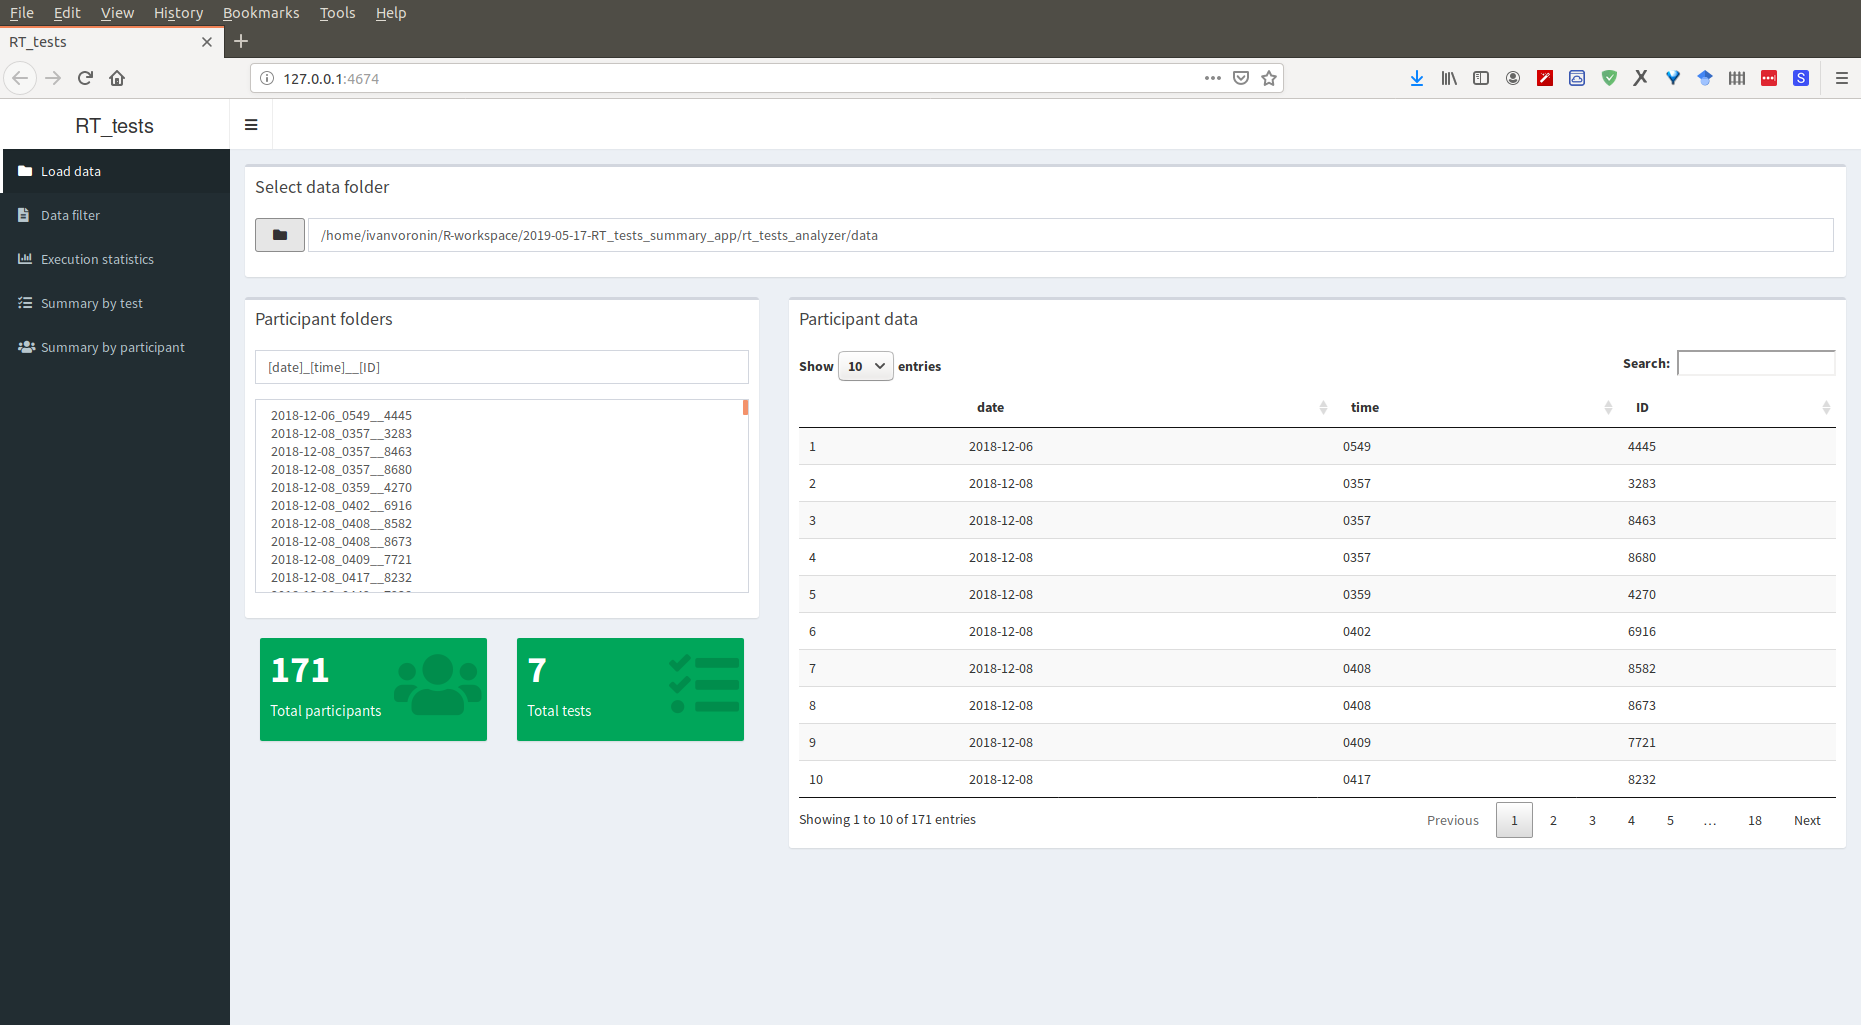 File Edit View History Bookmarks Tools Help
RT_tests
127.0.0.1:4674
RT_tests
Load data
Data filter
Execution statistics
Summary by test
Summary by participant
Select data folder
/home/ivanvoronin/R-workspace/2019-05-17-RT_tests_summary_app/rt_tests_analyzer/data
Participant folders
[date]_[time]__[ID]
2018-12-06_0549__4445
2018-12-08_0357__3283
2018-12-08_0357__8463
2018-12-08_0357__8680
2018-12-08_0359__4270
2018-12-08_0402__6916
2018-12-08_0408__8582
2018-12-08_0408__8673
2018-12-08_0409__7721
2018-12-08_0417__8232
171
Total participants
7
Total tests
Participant data
Show 10 entries
Search:
date time ID
1 2018-12-06 0549 4445
2 2018-12-08 0357 3283
3 2018-12-08 0357 8463
4 2018-12-08 0357 8680
5 2018-12-08 0359 4270
6 2018-12-08 0402 6916
7 2018-12-08 0408 8582
8 2018-12-08 0408 8673
9 2018-12-08 0409 7721
10 2018-12-08 0417 8232
Showing 1 to 10 of 171 entries
Previous 1 2 3 4 5 … 18 Next